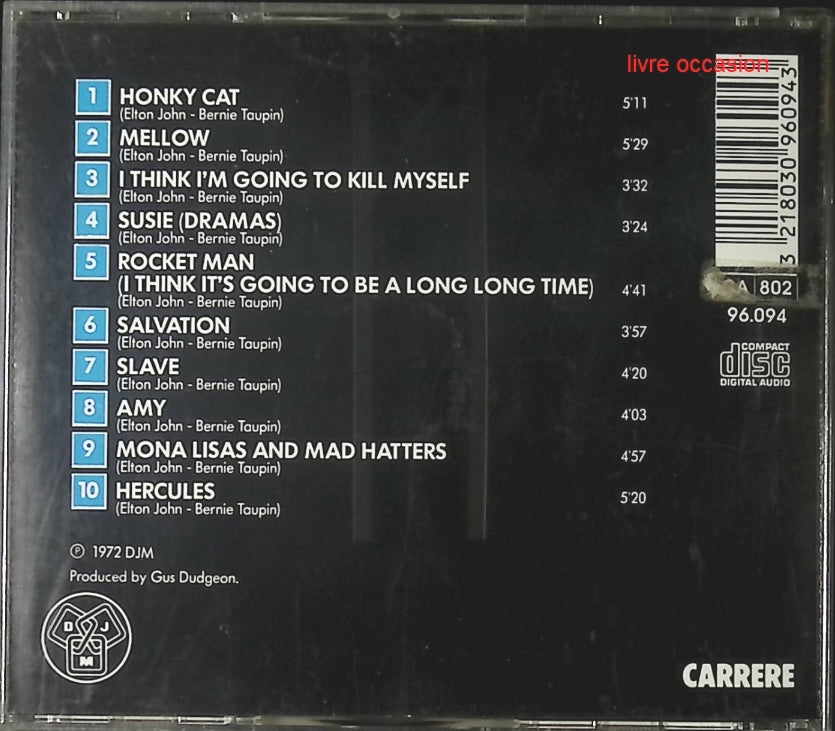 livre occasion
1 HONKY CAT 5'11
(Elton John - Bernie Taupin)
2 MELLOW 5'29
(Elton John - Bernie Taupin)
3 I THINK I'M GOING TO KILL MYSELF 3'32
(Elton John - Bernie Taupin)
4 SUSIE (DRAMAS) 3'24
(Elton John - Bernie Taupin)
5 ROCKET MAN
(I THINK IT'S GOING TO BE A LONG LONG TIME) 4'41
(Elton John - Bernie Taupin)
6 SALVATION 3'57
(Elton John - Bernie Taupin)
7 SLAVE 4'20
(Elton John - Bernie Taupin)
8 AMY 4'03
(Elton John - Bernie Taupin)
9 MONA LISAS AND MAD HATTERS 4'57
(Elton John - Bernie Taupin)
10 HERCULES 5'20
(Elton John - Bernie Taupin)
℗ 1972 DJM
Produced by Gus Dudgeon.
DJM
3 218030 960943
802
96.094
COMPACT
disc
DIGITAL AUDIO
CARRERE